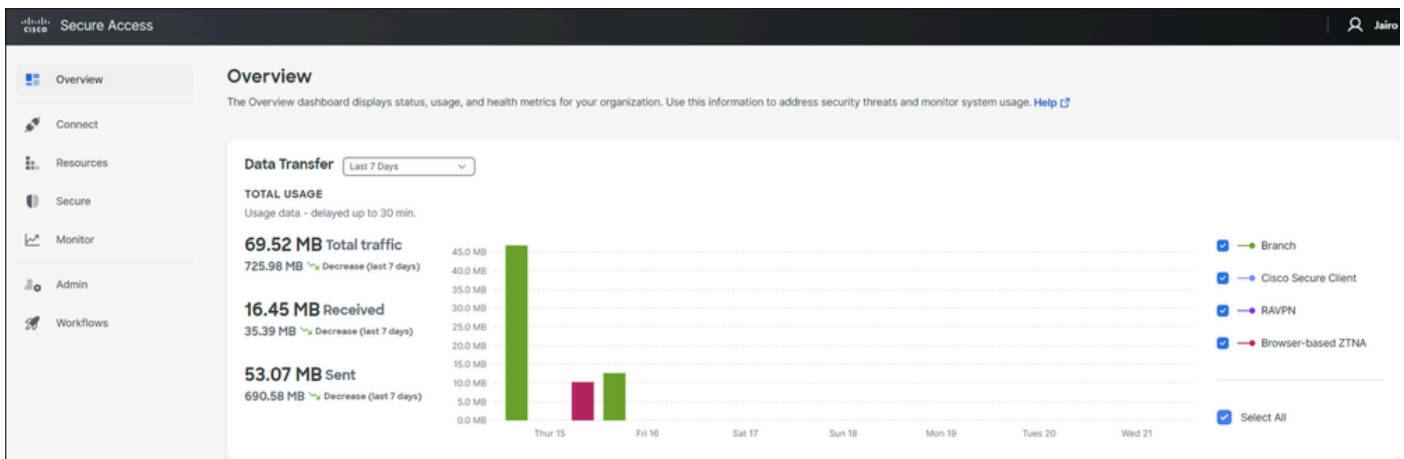 cisco Secure Access
Jairo
Overview
Connect
Resources
Secure
Monitor
Admin
Workflows
Overview
The Overview dashboard displays status, usage, and health metrics for your organization. Use this information to address security threats and monitor system usage. Help
Data Transfer Last 7 Days
TOTAL USAGE
Usage data - delayed up to 30 min.
69.52 MB Total traffic
725.98 MB Decrease (last 7 days)
16.45 MB Received
35.39 MB Decrease (last 7 days)
53.07 MB Sent
690.58 MB Decrease (last 7 days)
45.0 MB
40.0 MB
35.0 MB
30.0 MB
25.0 MB
20.0 MB
15.0 MB
10.0 MB
5.0 MB
0.0 MB
Thur 15 Fri 16 Sat 17 Sun 18 Mon 19 Tues 20 Wed 21
Branch
Cisco Secure Client
RAVPN
Browser-based ZTNA
Select All